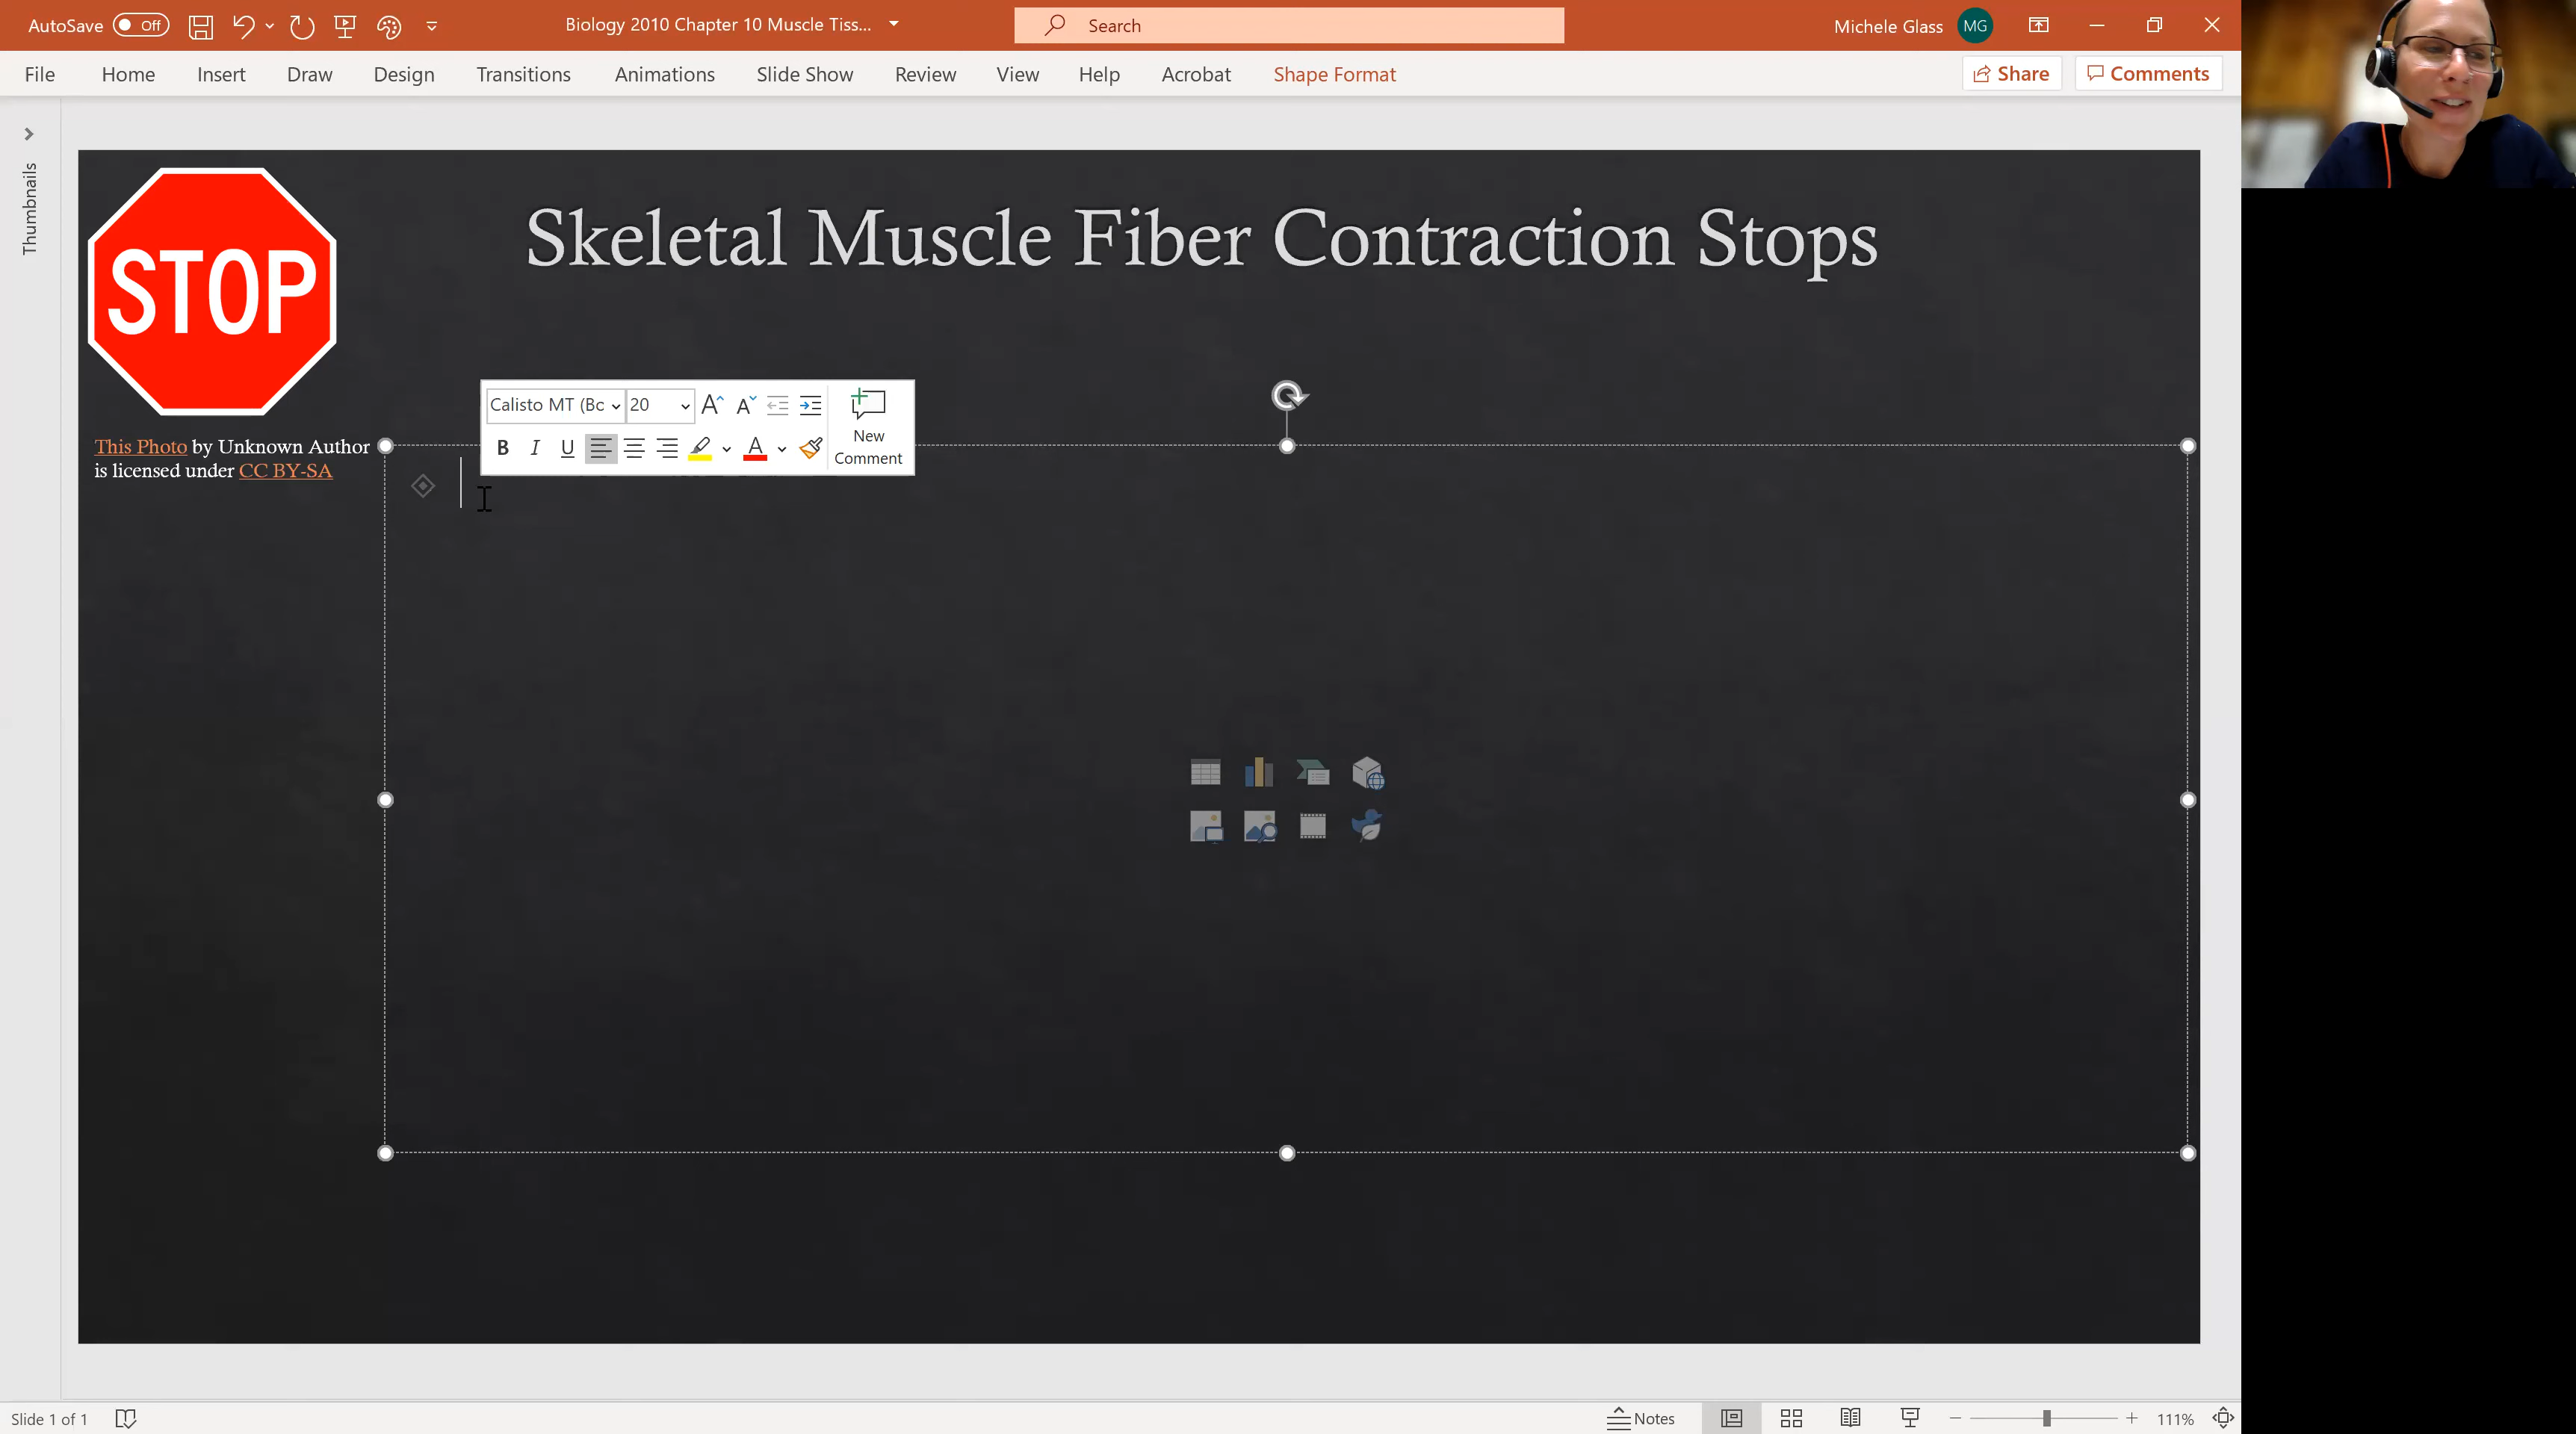 AutoSave Off
Biology 2010 Chapter 10 Muscle Tiss...
Search
Michele Glass MG
File Home Insert Draw Design Transitions Animations Slide Show Review View Help Acrobat Shape Format Share Comments
Thumbnails
STOP
Skeletal Muscle Fiber Contraction Stops
Calisto MT (Bc 20
B I U A New
Comment
This Photo by Unknown Author
is licensed under CC BY-SA
Slide 1 of 1
Notes
111%